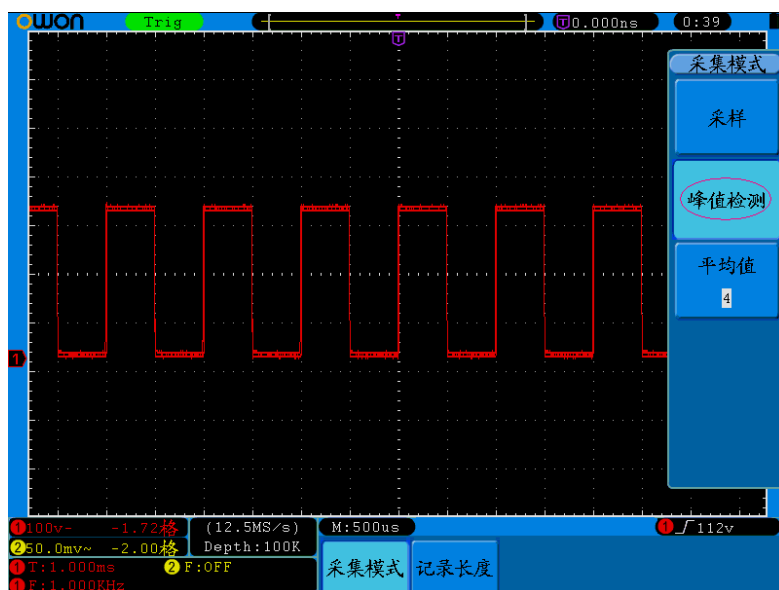 owon Trig T T 0.000ns 0:39
T
采集模式
采样
峰值检测
平均值
4
1
1 100v- -1.72格 (12.5MS/s) M:500us 1 112v
2 50.0mv~ -2.00格 Depth:100K
1 T:1.000ms 2 F:OFF 采集模式 记录长度
1 F:1.000KHz